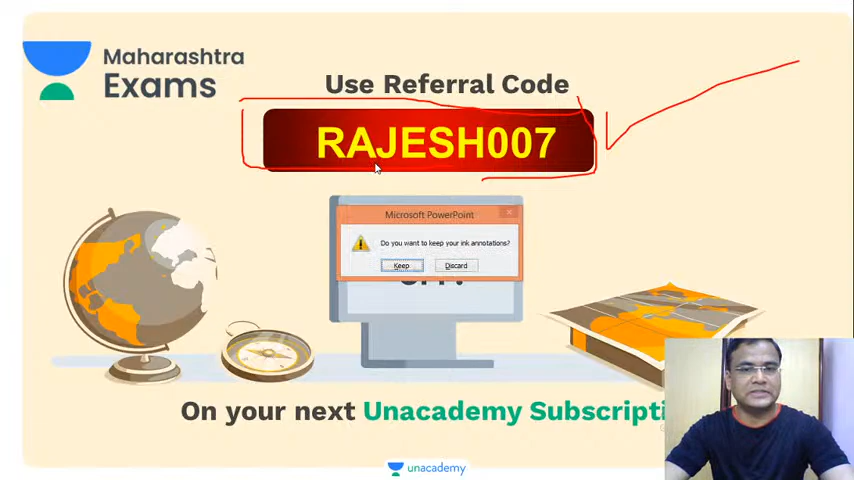 Maharashtra
Exams
Use Referral Code
RAJESH007
Microsoft PowerPoint
Do you want to keep your ink annotations?
Keep
Discard
On your next Unacademy
unacademy